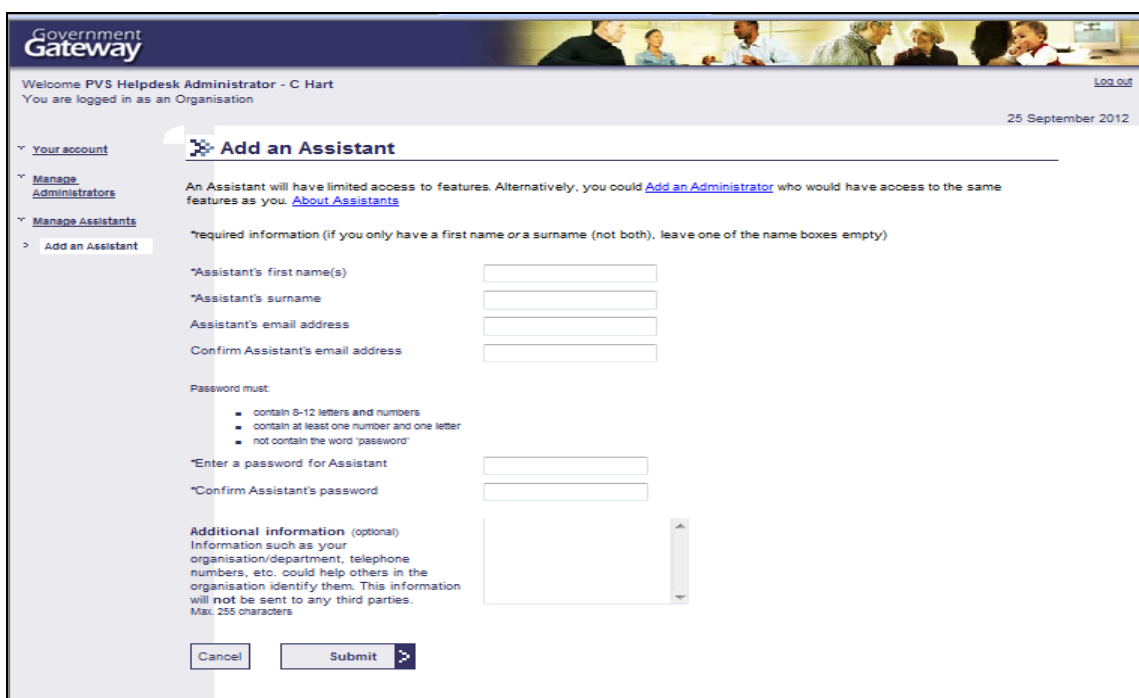 Government
Gateway
Welcome PVS Helpdesk Administrator - C Hart
Log out
You are logged in as an Organisation
25 September 2012
Your account
Manage
Administrators
Manage Assistants
Add an Assistant
Add an Assistant
An Assistant will have limited access to features. Alternatively, you could Add an Administrator who would have access to the same
features as you. About Assistants
*required information (if you only have a first name or a surname (not both), leave one of the name boxes empty)
*Assistant's first name(s)
*Assistant's surname
Assistant's email address
Confirm Assistant's email address
Password must:
contain 8-12 letters and numbers
contain at least one number and one letter
not contain the word 'password'
*Enter a password for Assistant
*Confirm Assistant's password
Additional information (optional)
Information such as your
organisation/department, telephone
numbers, etc. could help others in the
organisation identify them. This information
will not be sent to any third parties.
Max. 255 characters
Cancel
Submit